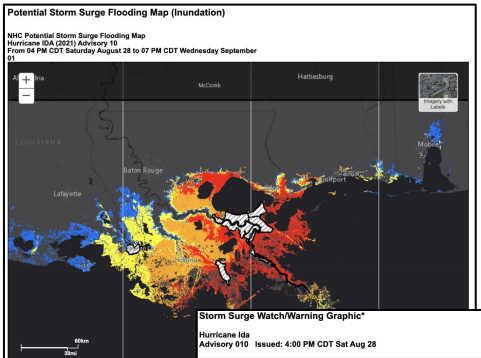 Potential Storm Surge Flooding Map (Inundation)
NHC Potential Storm Surge Flooding Map
Hurricane IDA (2021) Advisory 10
From 04 PM CDT Saturday August 28 to 07 PM CDT Wednesday September
01
Hattiesburg
McComb
+
−
Imagery with
Labels
LOUISIANA
Mobile
Baton Rouge
Gulfport
Lafayette
60km
30mi
Storm Surge Watch/Warning Graphic*
Hurricane Ida
Advisory 010 Issued: 4:00 PM CDT Sat Aug 28